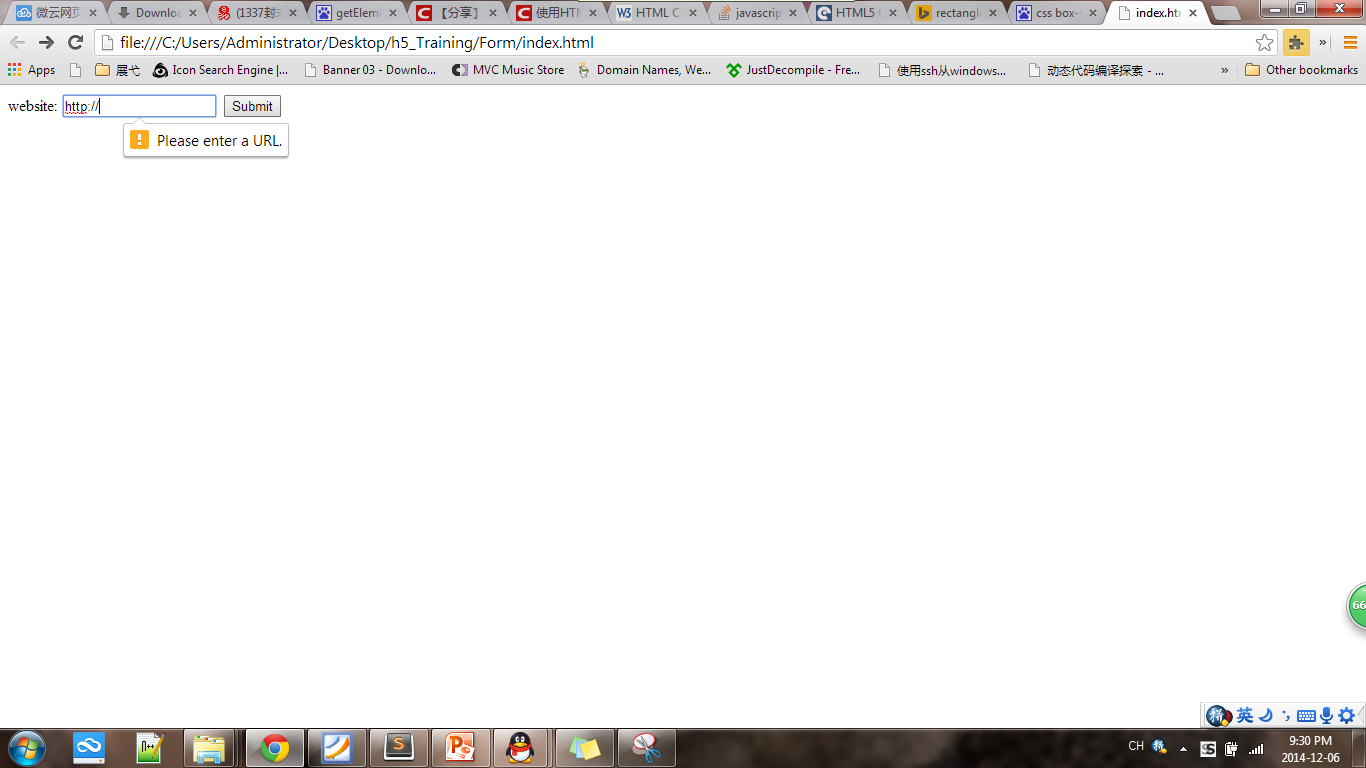 微云网页
Downloa
(1337封未
getEleme
【分享】
使用HTM
HTML C
javascrip
HTML5 C
rectangle
css box-s
index.htm
file:///C:/Users/Administrator/Desktop/h5_Training/Form/index.html
Apps
展弋
Icon Search Engine |...
Banner 03 - Downlo...
MVC Music Store
Domain Names, We...
JustDecompile - Fre...
使用ssh从windows...
动态代码编译探索 - ...
»
Other bookmarks
website: http:// Submit
Please enter a URL.
66
英
CH
9:30 PM
2014-12-06